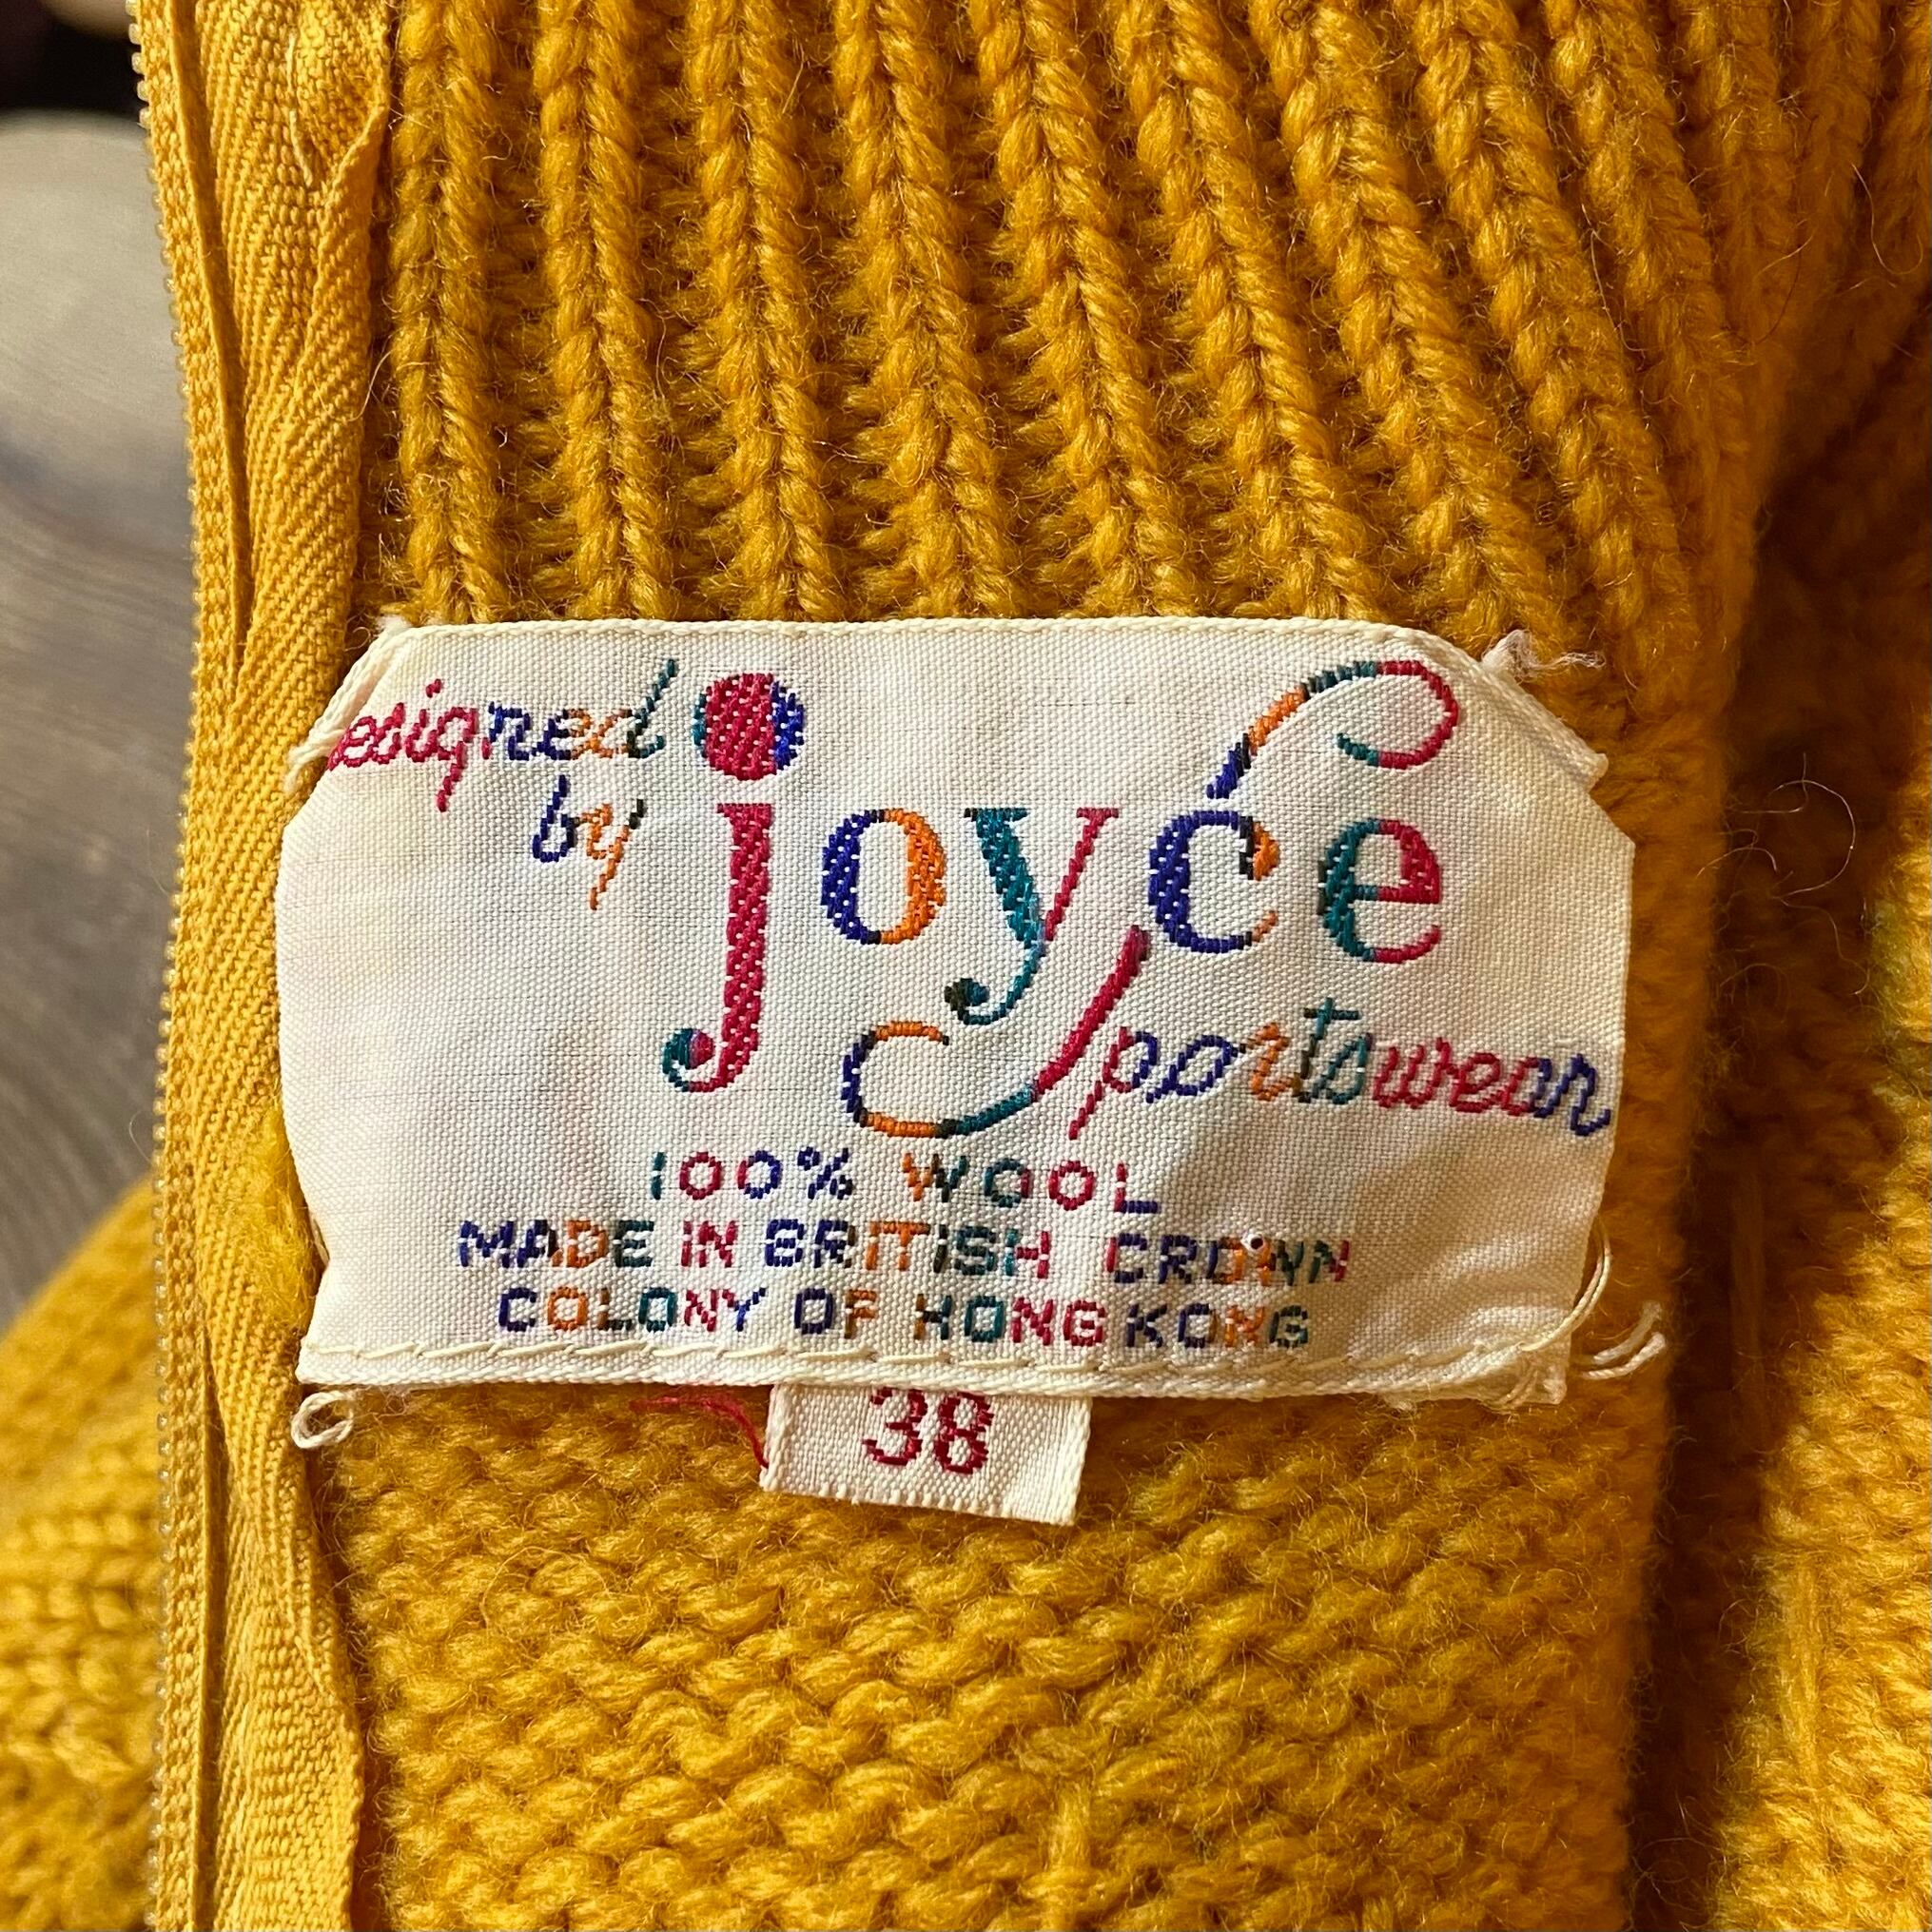 designed
by
joyce
Sportswear
100% WOOL
MADE IN BRITISH CROWN
COLONY OF HONG KONG
38